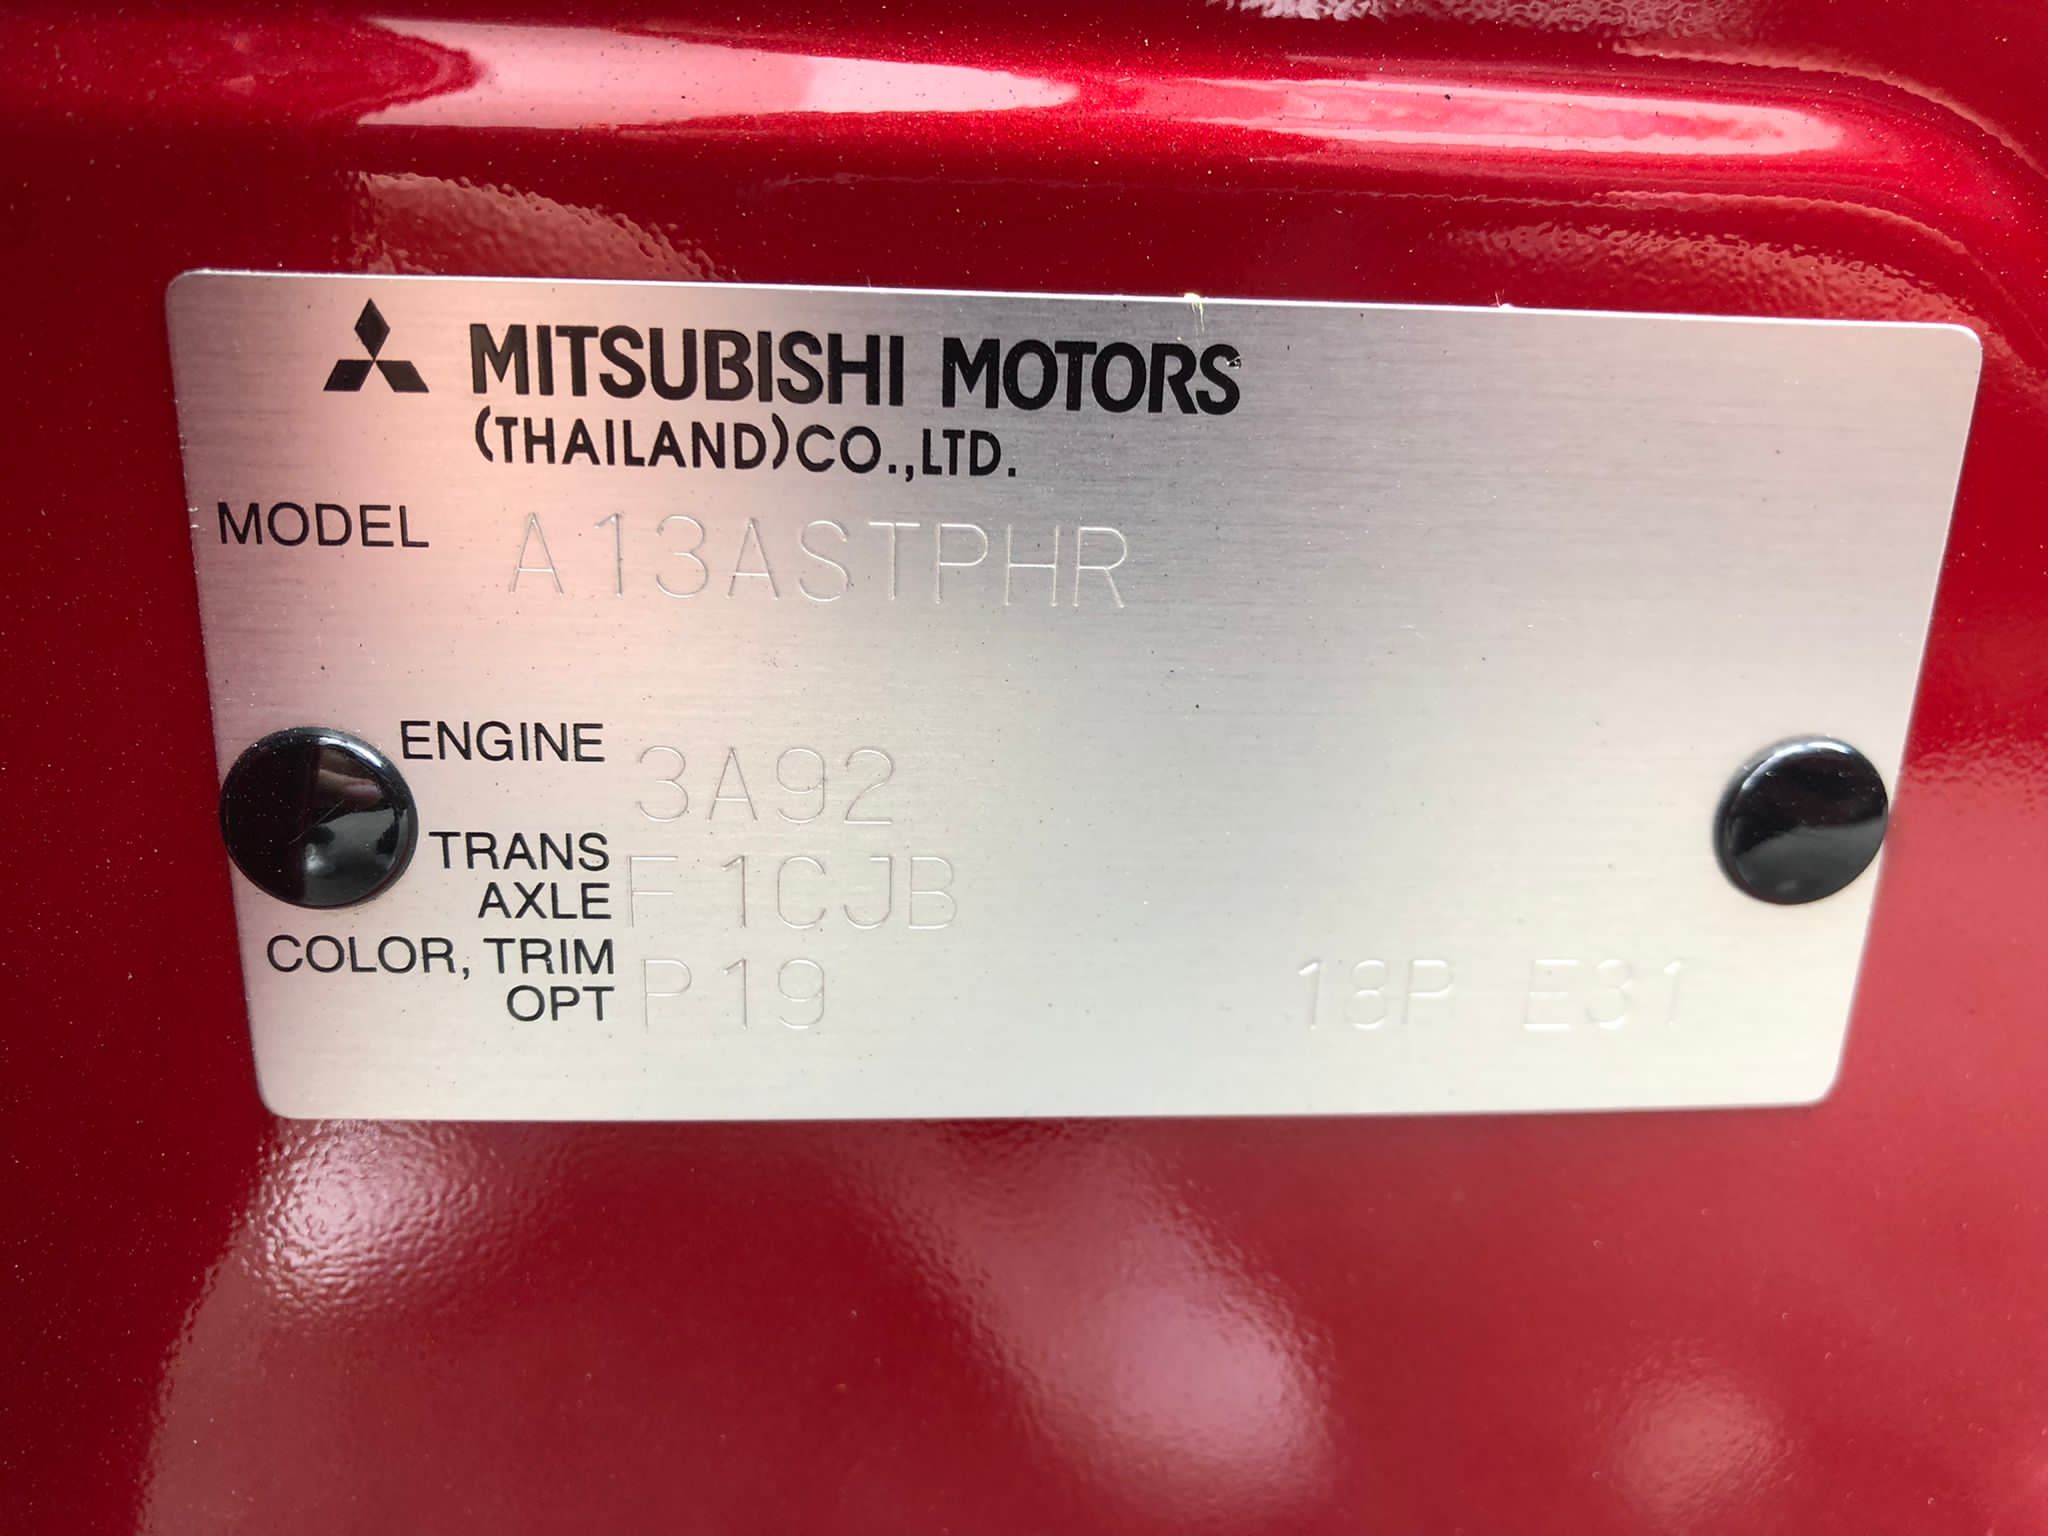 MITSUBISHI MOTORS
(THAILAND)CO.,LTD.
MODEL A13ASTPHR
ENGINE 3A92
TRANS
AXLE F1CJB
COLOR, TRIM
OPT P19 18P E31